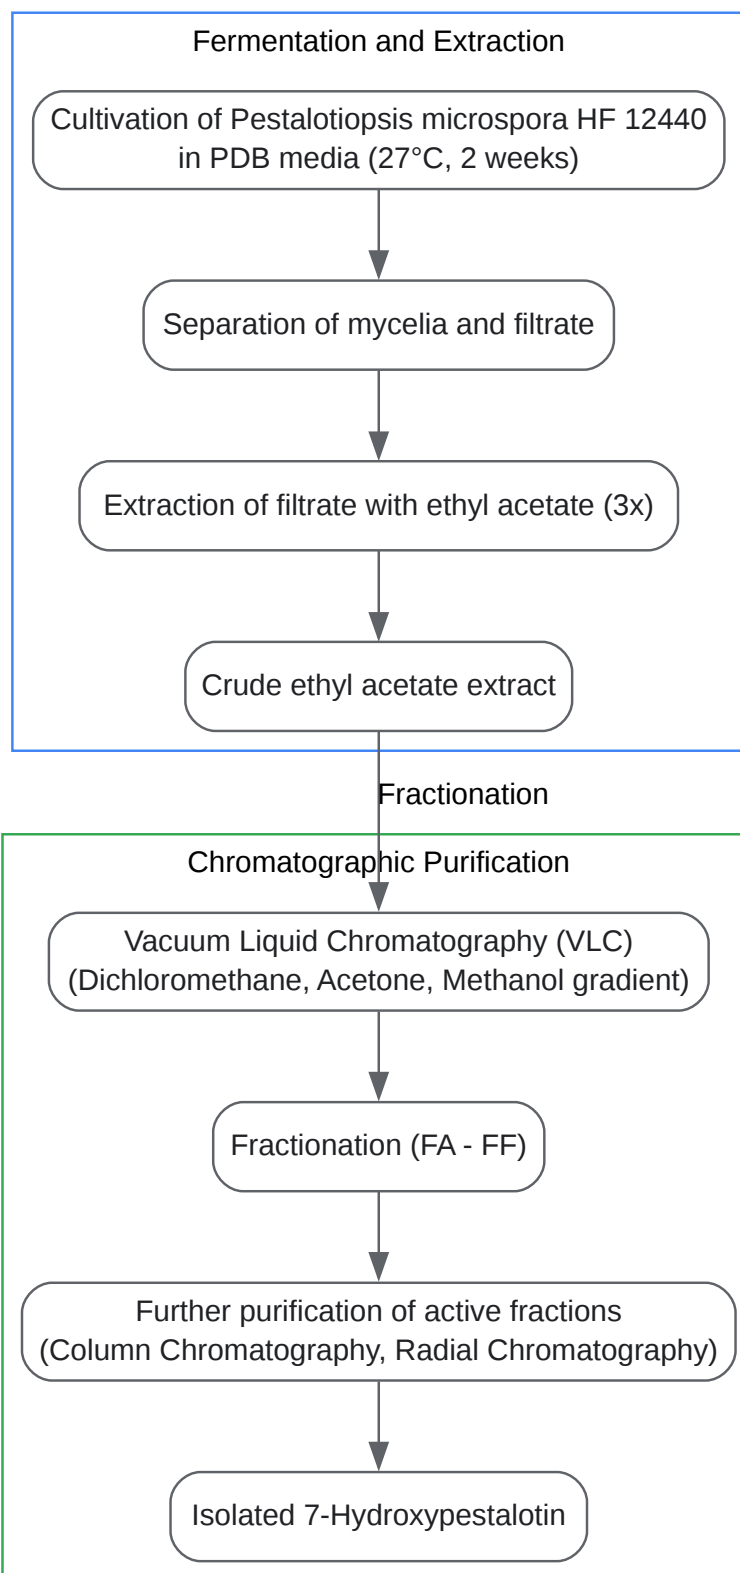 Fermentation and Extraction
Cultivation of Pestalotiopsis microspora HF 12440
in PDB media (27°C, 2 weeks)
Separation of mycelia and filtrate
Extraction of filtrate with ethyl acetate (3x)
Crude ethyl acetate extract
Fractionation
Chromatographic Purification
Vacuum Liquid Chromatography (VLC)
(Dichloromethane, Acetone, Methanol gradient)
Fractionation (FA - FF)
Further purification of active fractions
(Column Chromatography, Radial Chromatography)
Isolated 7-Hydroxypestalotin